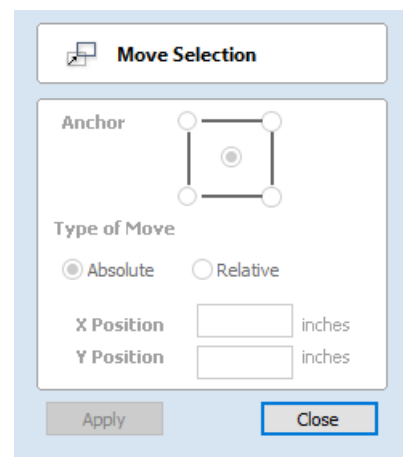 Move Selection
Anchor
Type of Move
Absolute Relative
X Position inches
Y Position inches
Apply Close